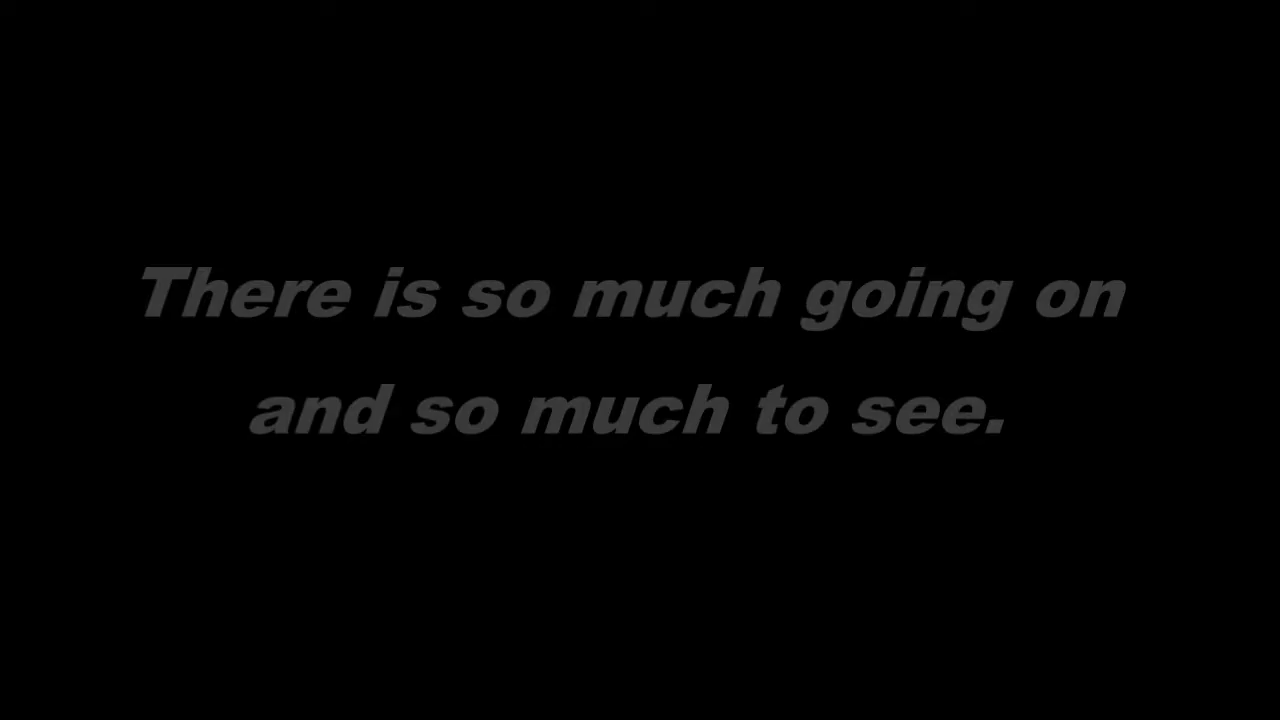 There is so much going on
and so much to see.